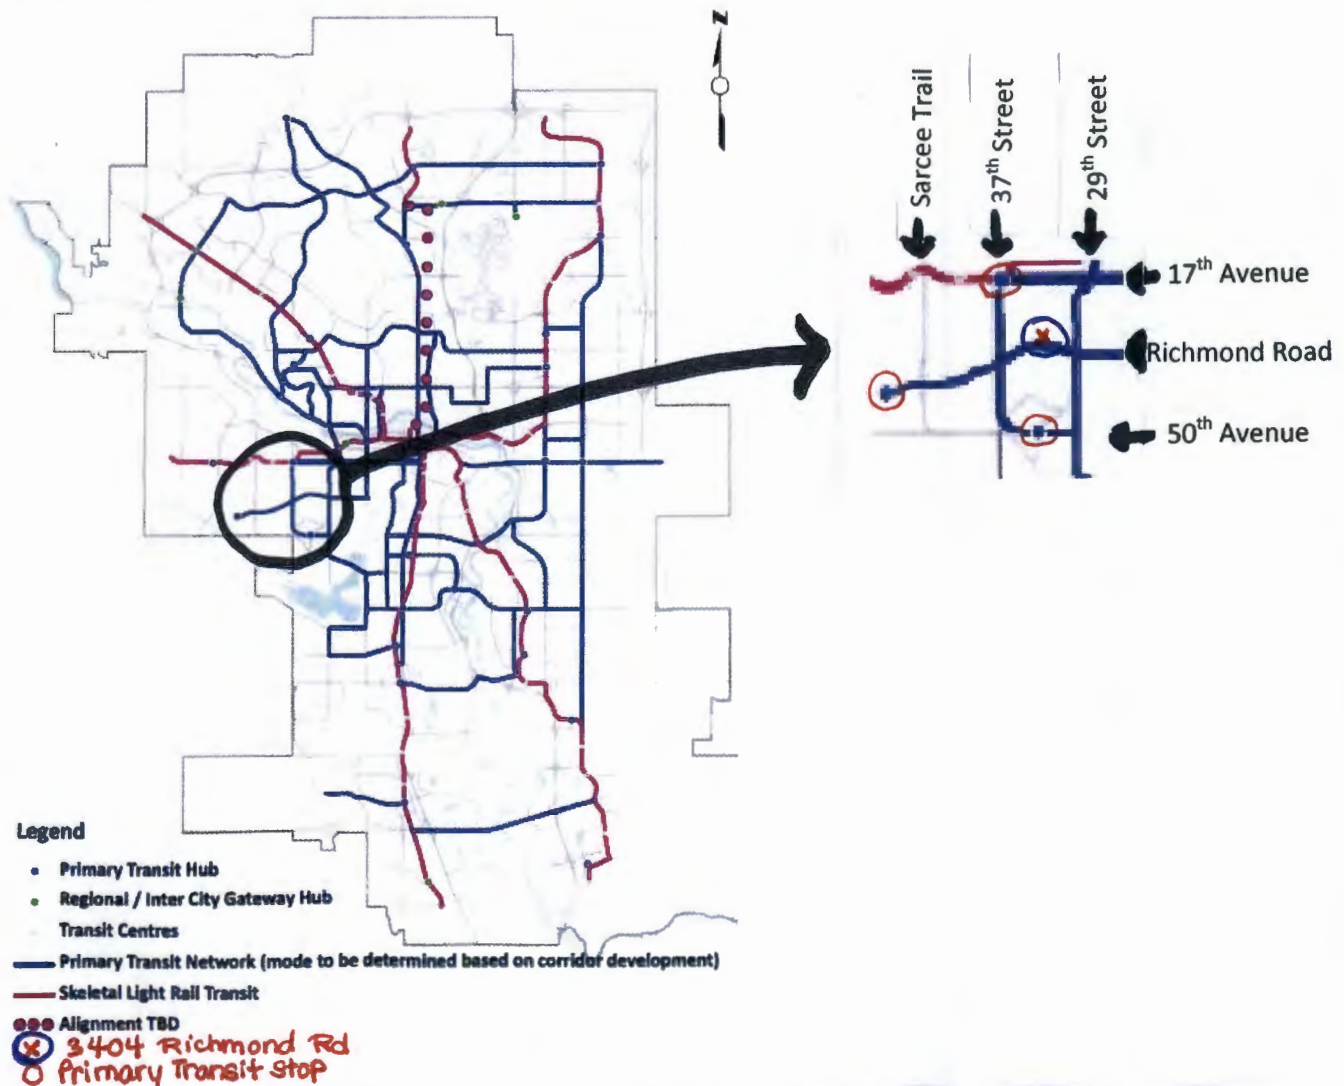 N
Sarcee Trail
37th Street
29th Street
17th Avenue
Richmond Road
50th Avenue
Legend
Primary Transit Hub
Regional / Inter City Gateway Hub
Transit Centres
Primary Transit Network (mode to be determined based on corridor development)
Skeletal Light Rail Transit
Alignment TBD
x 3404 Richmond Rd
Primary Transit stop